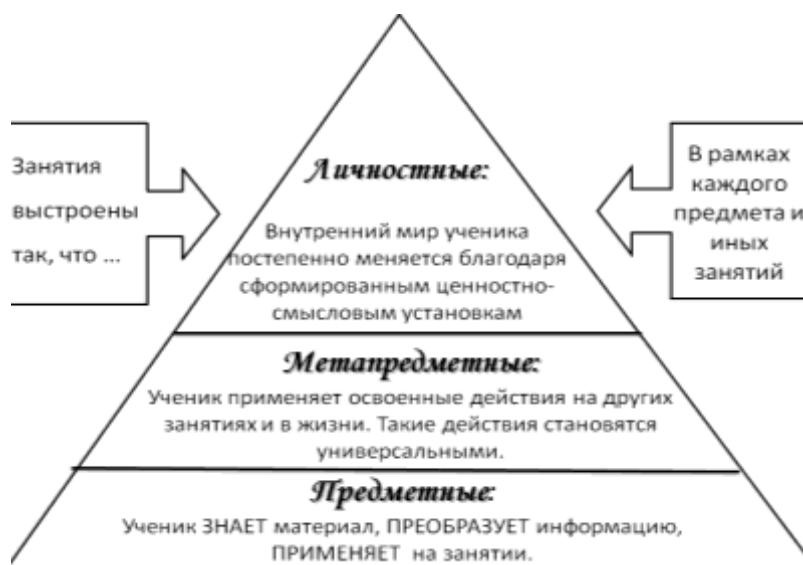 Занятия
выстроены
так, что ...
Личностные:
Внутренний мир ученика
постепенно меняется благодаря
сформированным ценностно-
смысловым установкам
В рамках
каждого
предмета и
иных
занятий
Метапредметные:
Ученик применяет освоенные действия на других
занятиях и в жизни. Такие действия становятся
универсальными.
Предметные:
Ученик ЗНАЕТ материал, ПРЕОБРАЗУЕТ информацию,
ПРИМЕНЯЕТ на занятии.